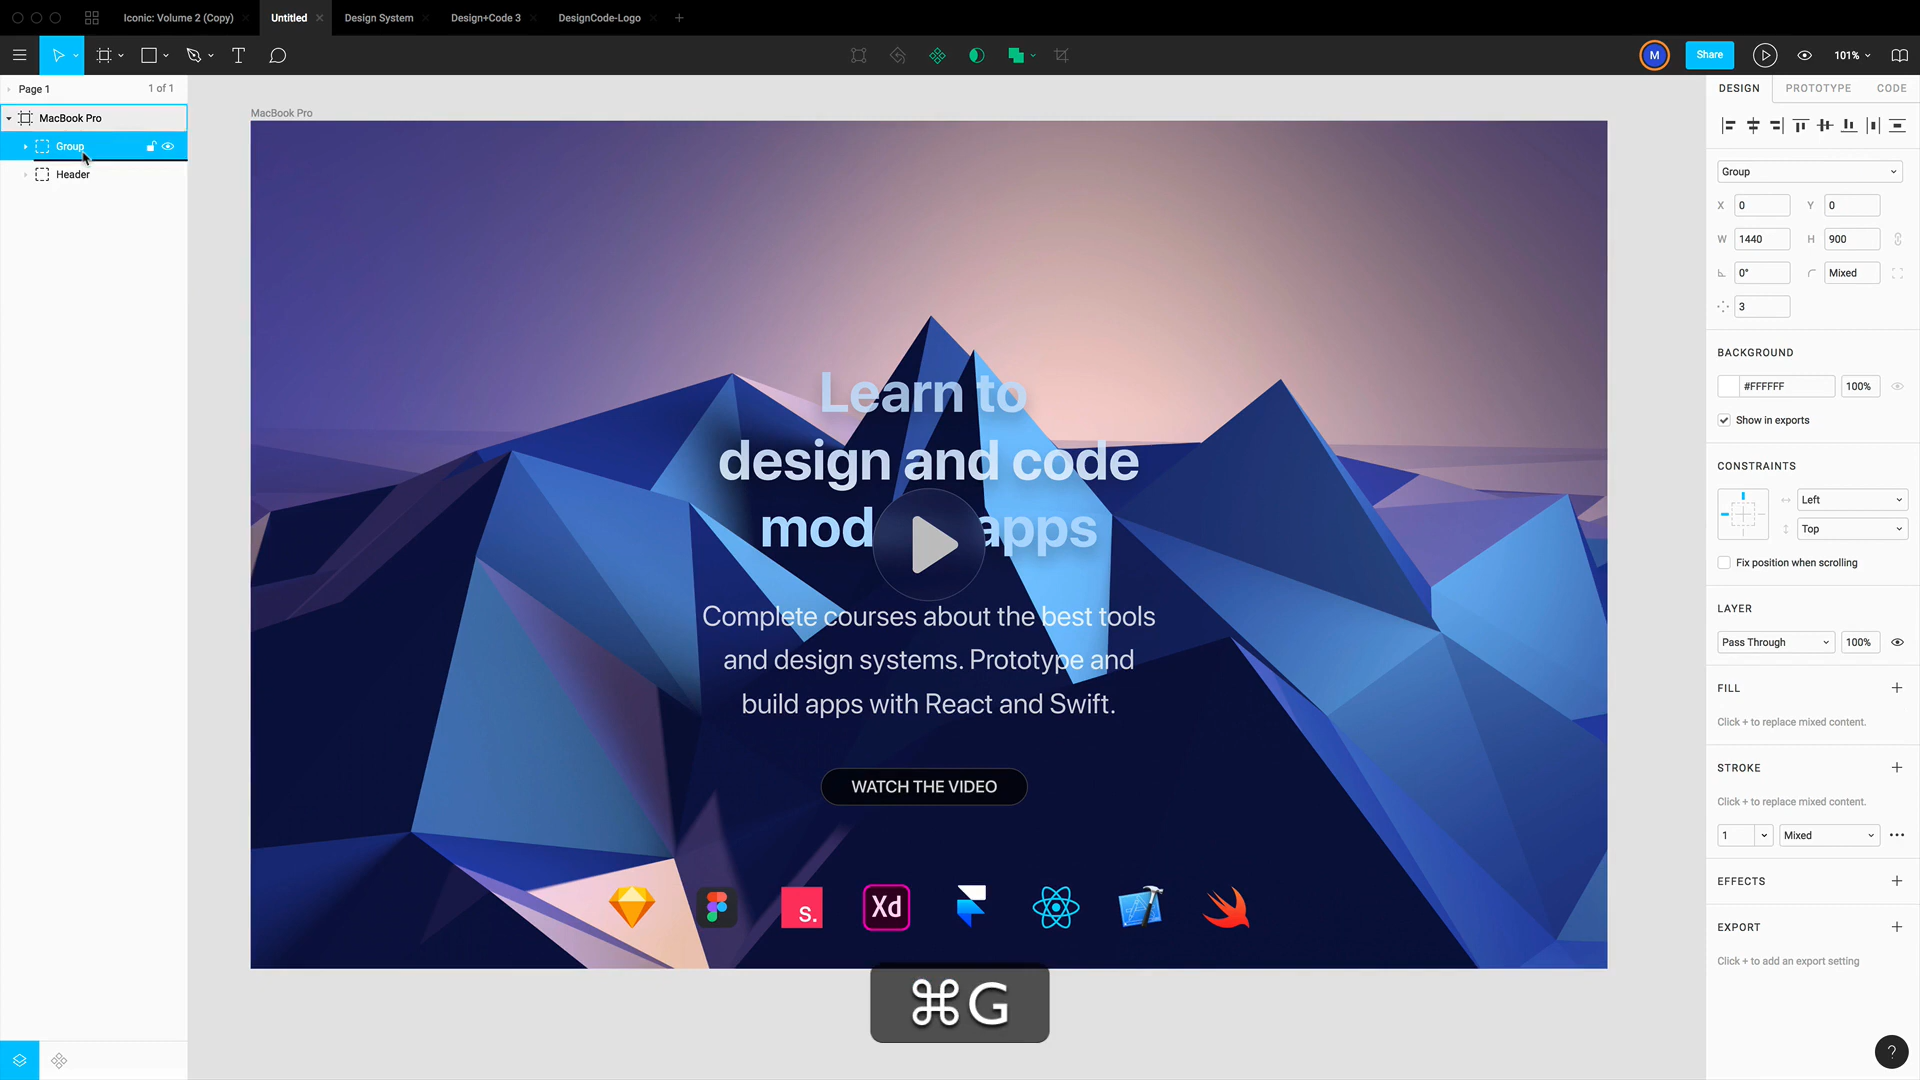 Iconic: Volume 2 (Copy)
Untitled
Design System
Design+Code 3
DesignCode-Logo
M
Share
101%
Page 1
1 of 1
MacBook Pro
Group
Header
MacBook Pro
Learn to
design and code
mod apps
Complete courses about the best tools
and design systems. Prototype and
build apps with React and Swift.
WATCH THE VIDEO
s.
Xd
⌘G
DESIGN
PROTOTYPE
CODE
Group
X 0
Y 0
W 1440
H 900
0°
Mixed
3
BACKGROUND
#FFFFFF
100%
Show in exports
CONSTRAINTS
Left
Top
Fix position when scrolling
LAYER
Pass Through
100%
FILL
Click + to replace mixed content.
STROKE
Click + to replace mixed content.
1
Mixed
EFFECTS
EXPORT
Click + to add an export setting
?